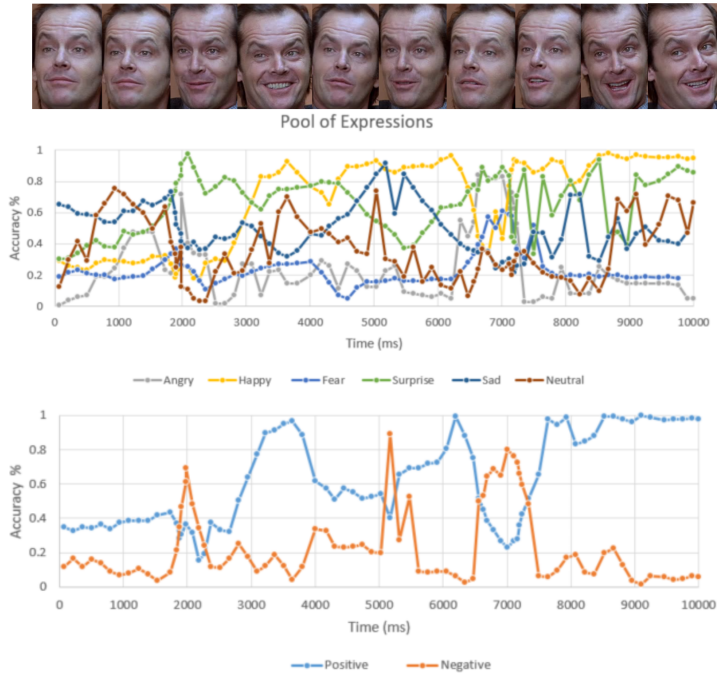 Pool of Expressions
Accuracy %
1
0.8
0.6
0.4
0.2
0
0 1000 2000 3000 4000 5000 6000 7000 8000 9000 10000
Time (ms)
Angry Happy Fear Surprise Sad Neutral
Accuracy %
1
0.8
0.6
0.4
0.2
0
0 1000 2000 3000 4000 5000 6000 7000 8000 9000 10000
Time (ms)
Positive Negative